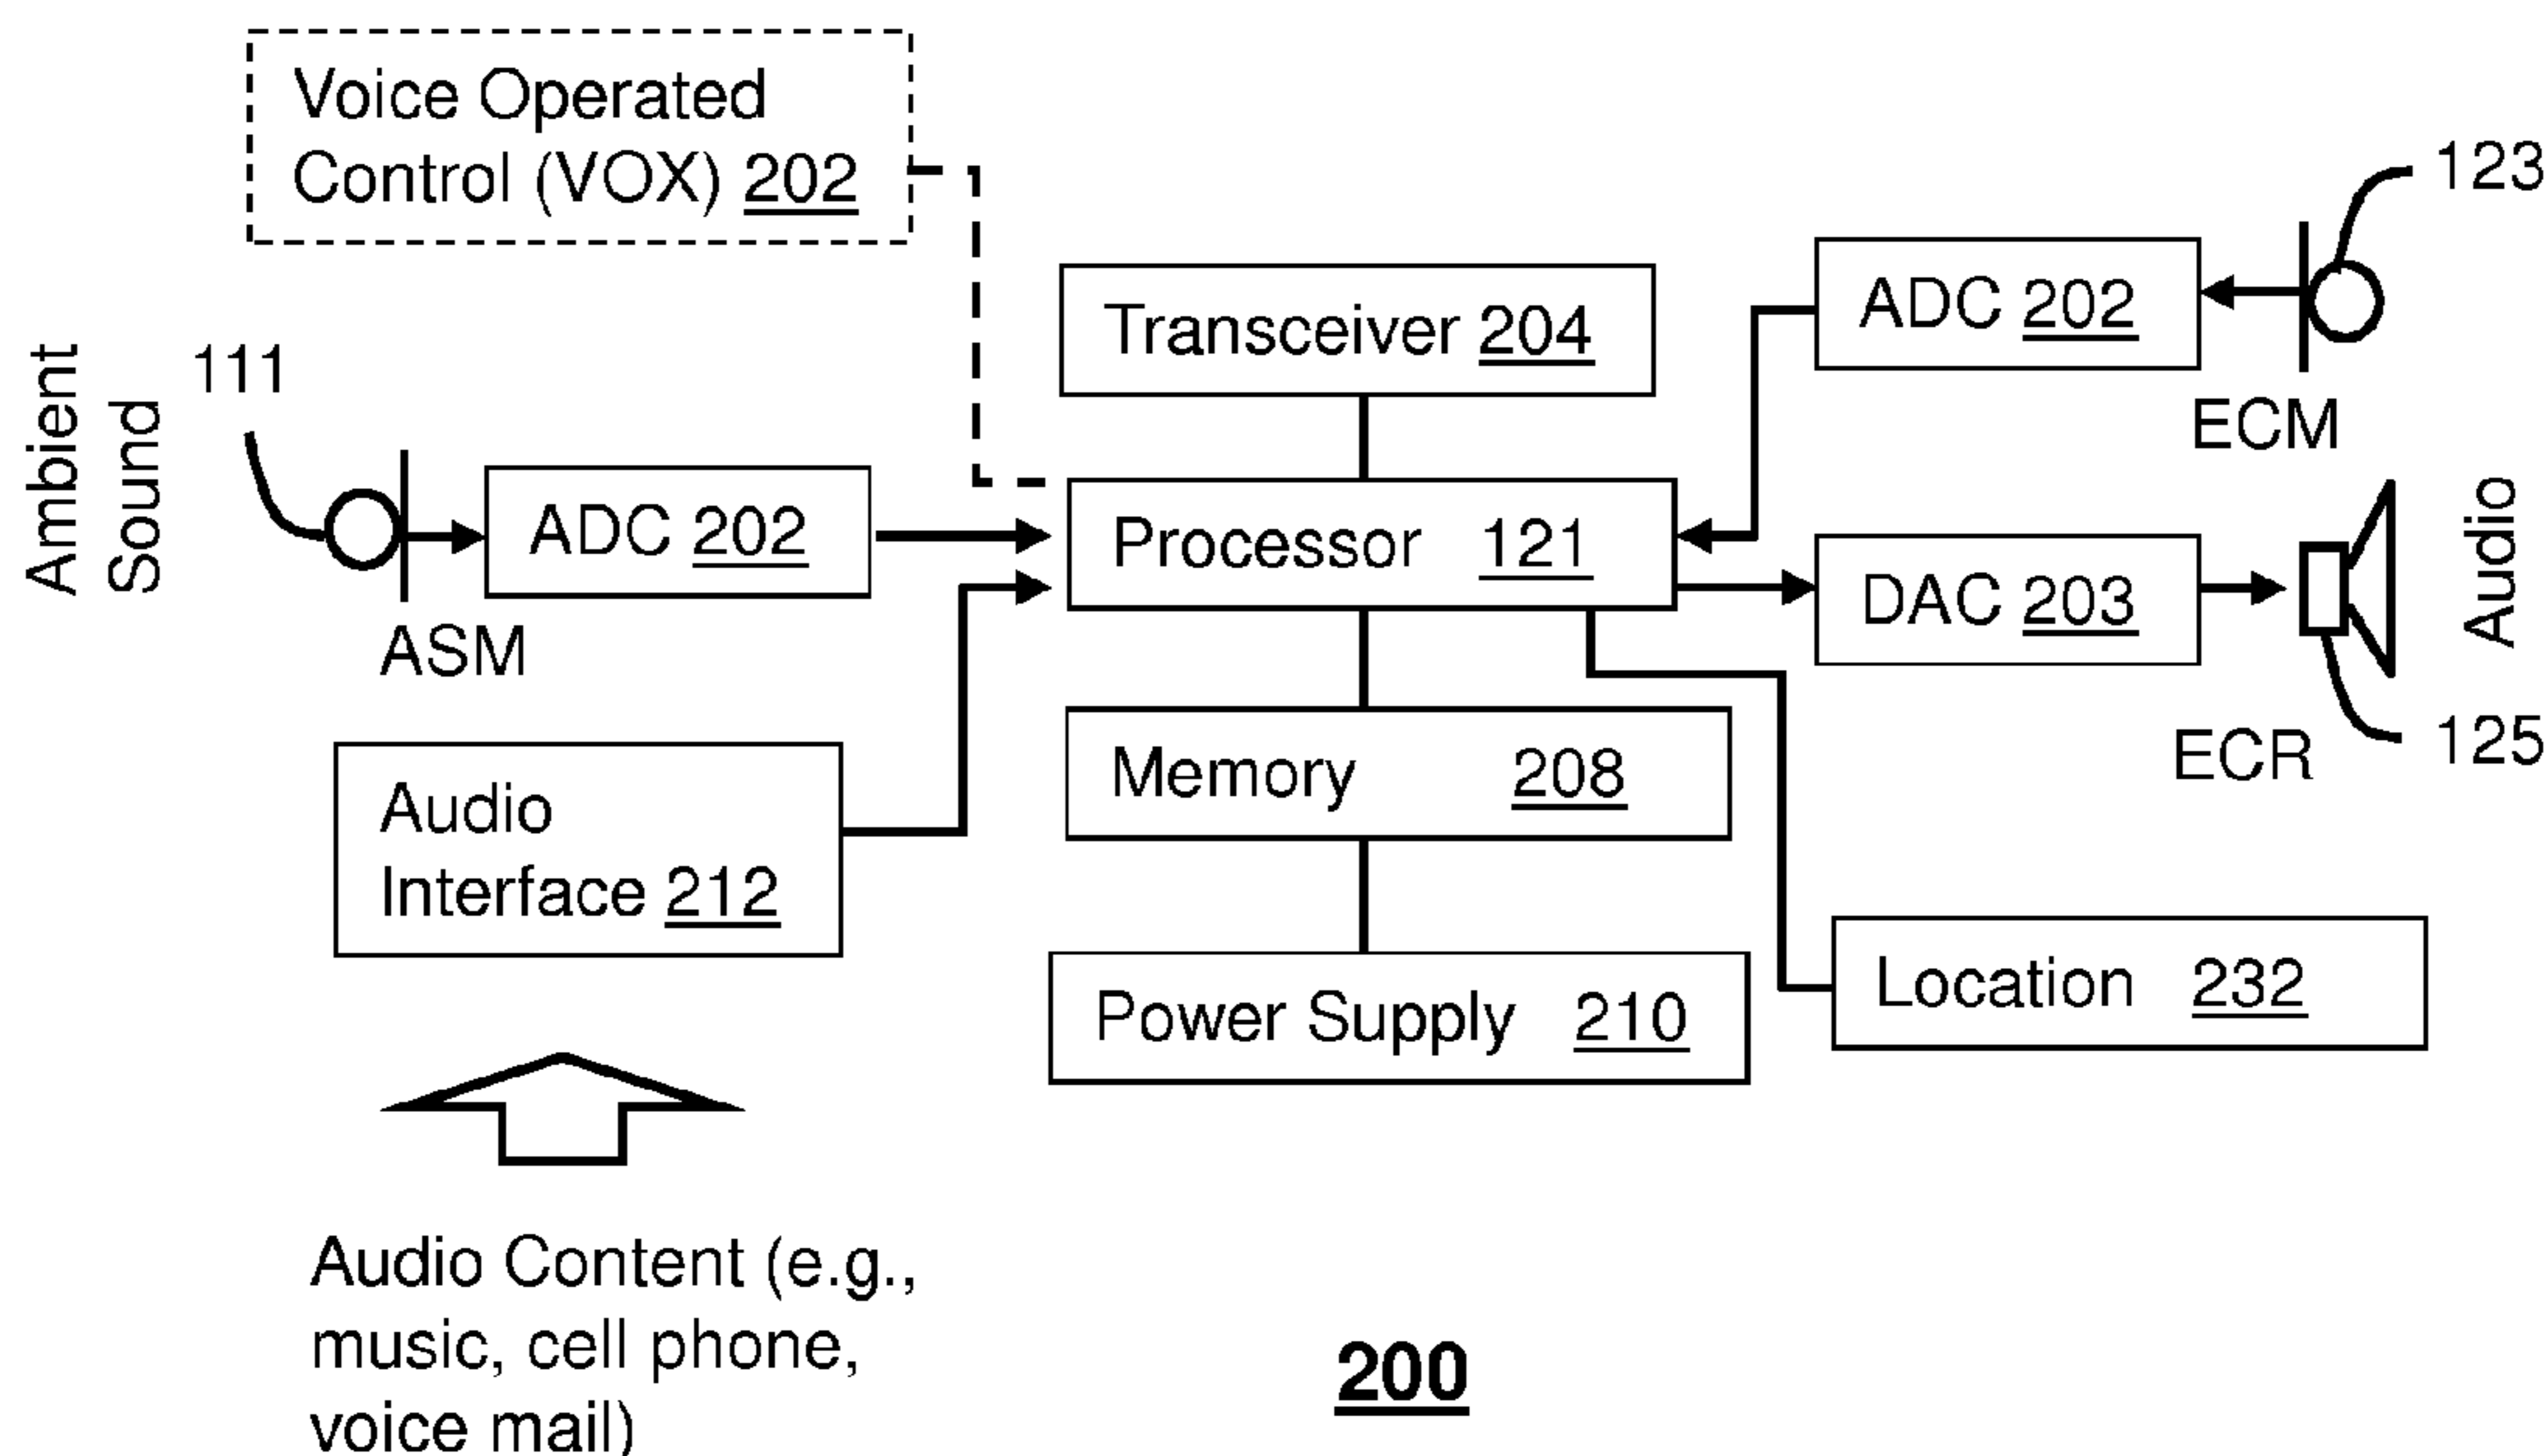 Voice Operated
Control (VOX) 202
123
Transceiver 204
ADC 202
ECM
Ambient
Sound
111
ADC 202
ASM
Processor 121
DAC 203
Audio
ECR
125
Audio
Interface 212
Memory 208
Location 232
Power Supply 210
Audio Content (e.g.,
music, cell phone,
voice mail)
200